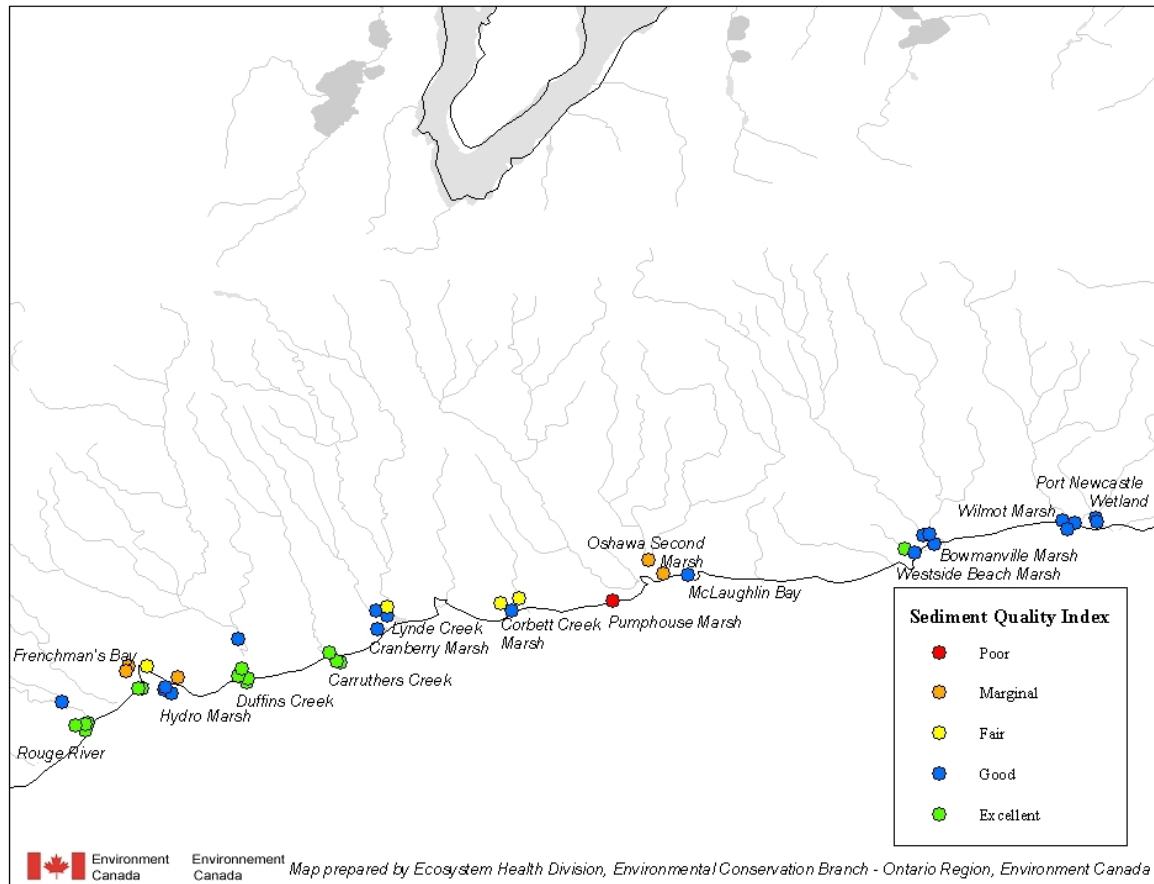 Port Newcastle
Wetland
Wilmot Marsh
Bowmanville Marsh
Westside Beach Marsh
Oshawa Second
Marsh
McLaughlin Bay
Pumphouse Marsh
Corbett Creek
Marsh
Lynde Creek
Cranberry Marsh
Carruthers Creek
Duffins Creek
Frenchman's Bay
Hydro Marsh
Rouge River
Sediment Quality Index
Poor
Marginal
Fair
Good
Excellent
Environment
Canada
Environnement
Canada
Map prepared by Ecosystem Health Division, Environmental Conservation Branch - Ontario Region, Environment Canada